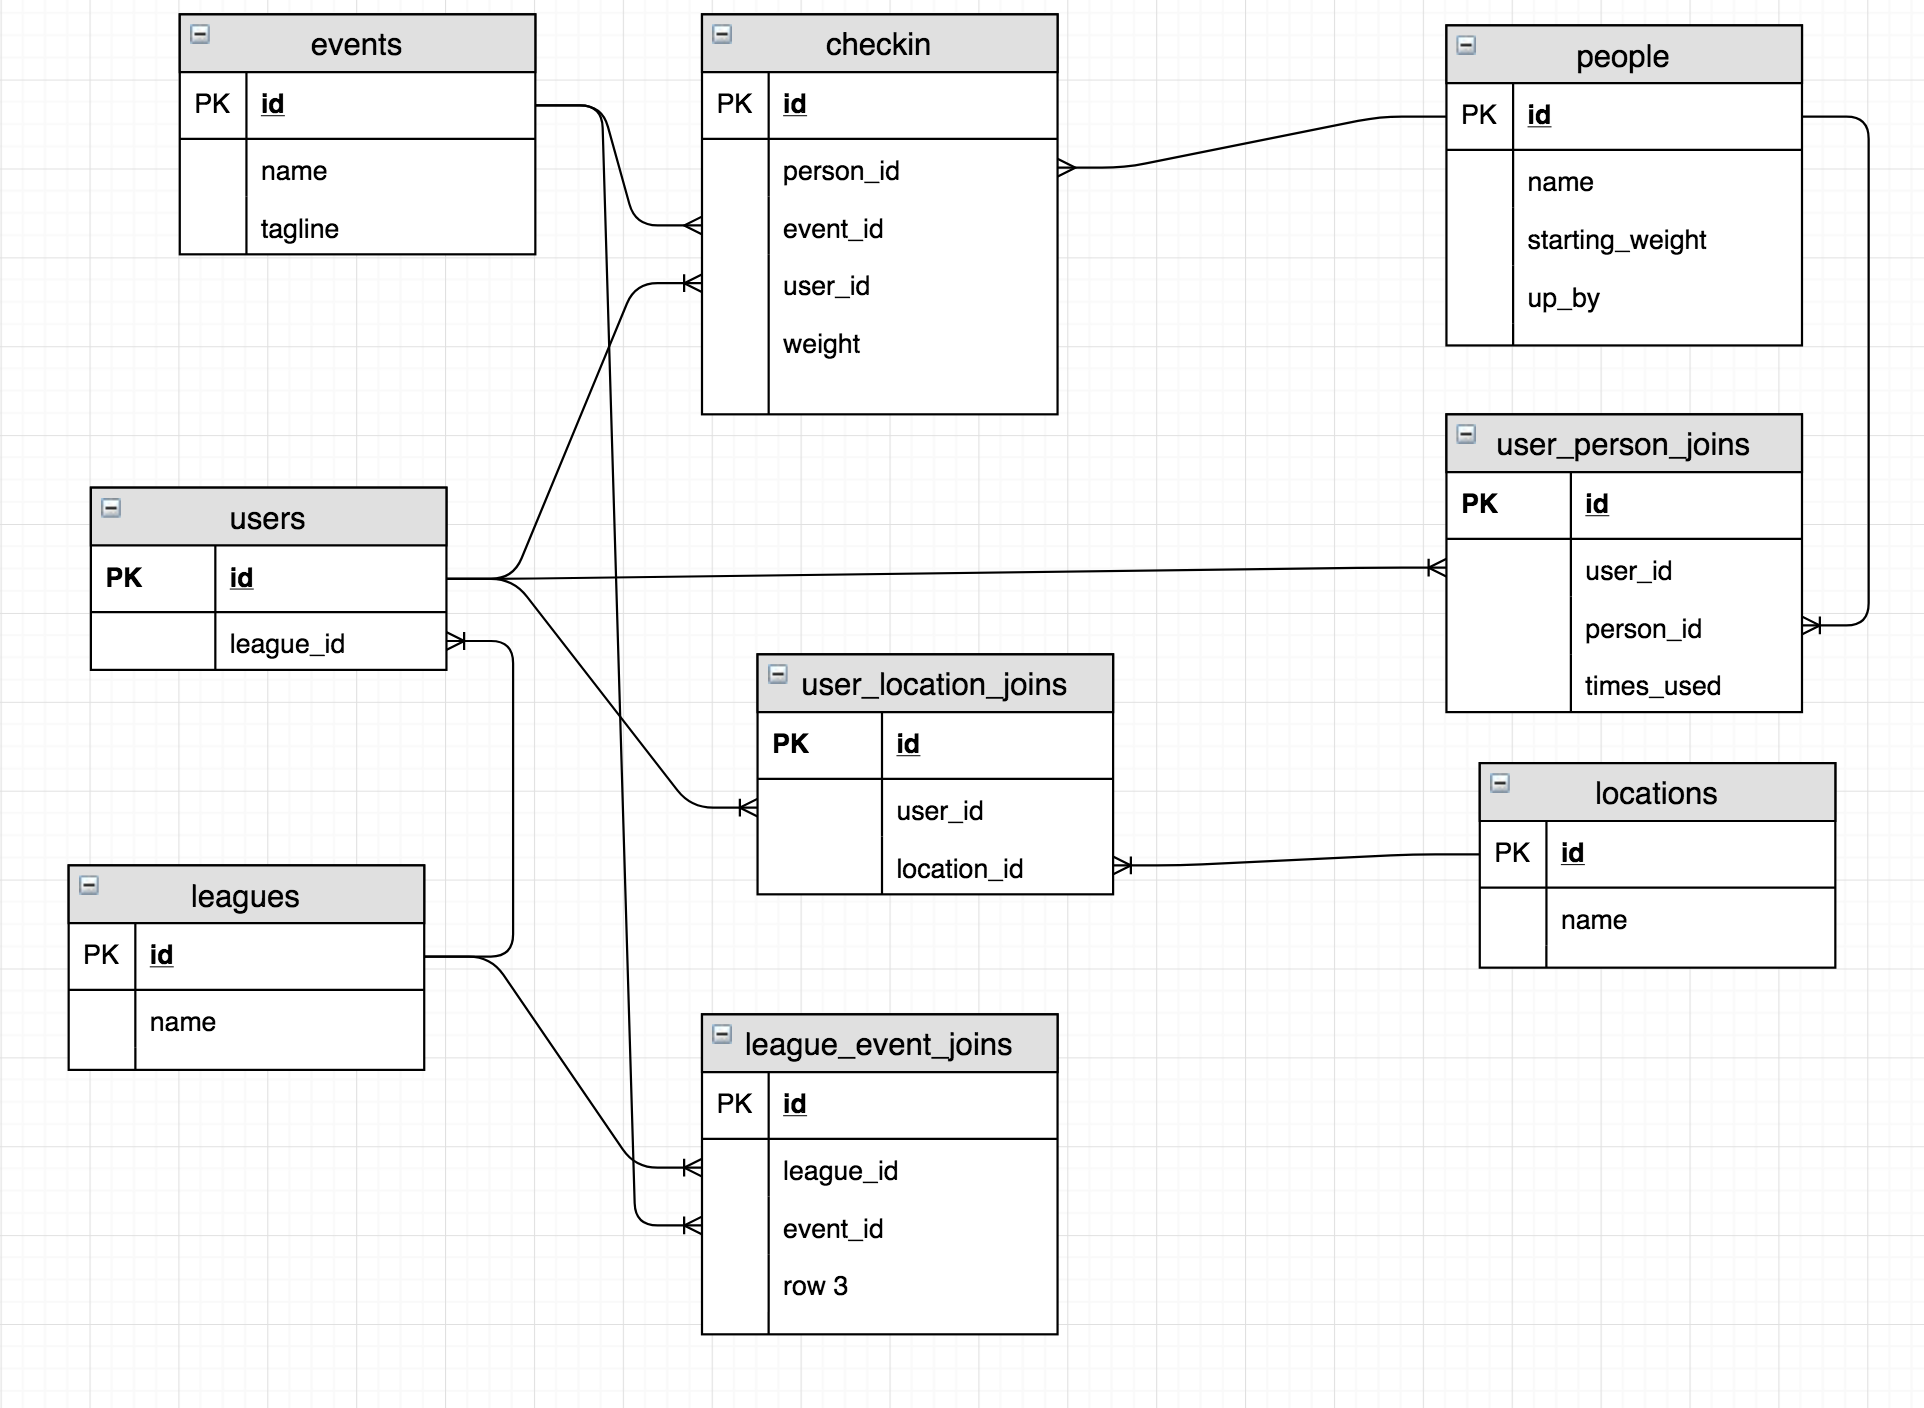 events
PK id
name
tagline
checkin
PK id
person_id
event_id
user_id
weight
people
PK id
name
starting_weight
up_by
user_person_joins
PK id
user_id
person_id
times_used
users
PK id
league_id
user_location_joins
PK id
user_id
location_id
locations
PK id
name
leagues
PK id
name
league_event_joins
PK id
league_id
event_id
row 3